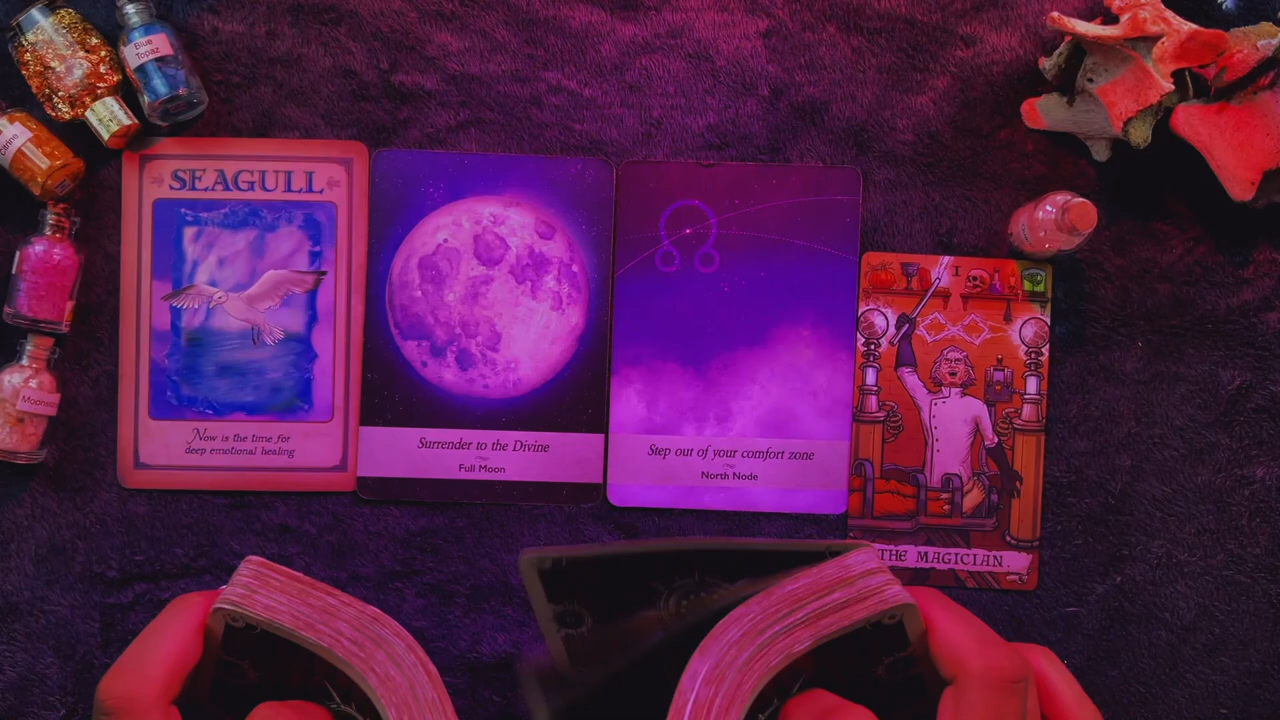 Blue
Topaz
Citrine
SEAGULL
Now is the time for
deep emotional healing
Surrender to the Divine
Full Moon
Step out of your comfort zone
North Node
I
THE MAGICIAN